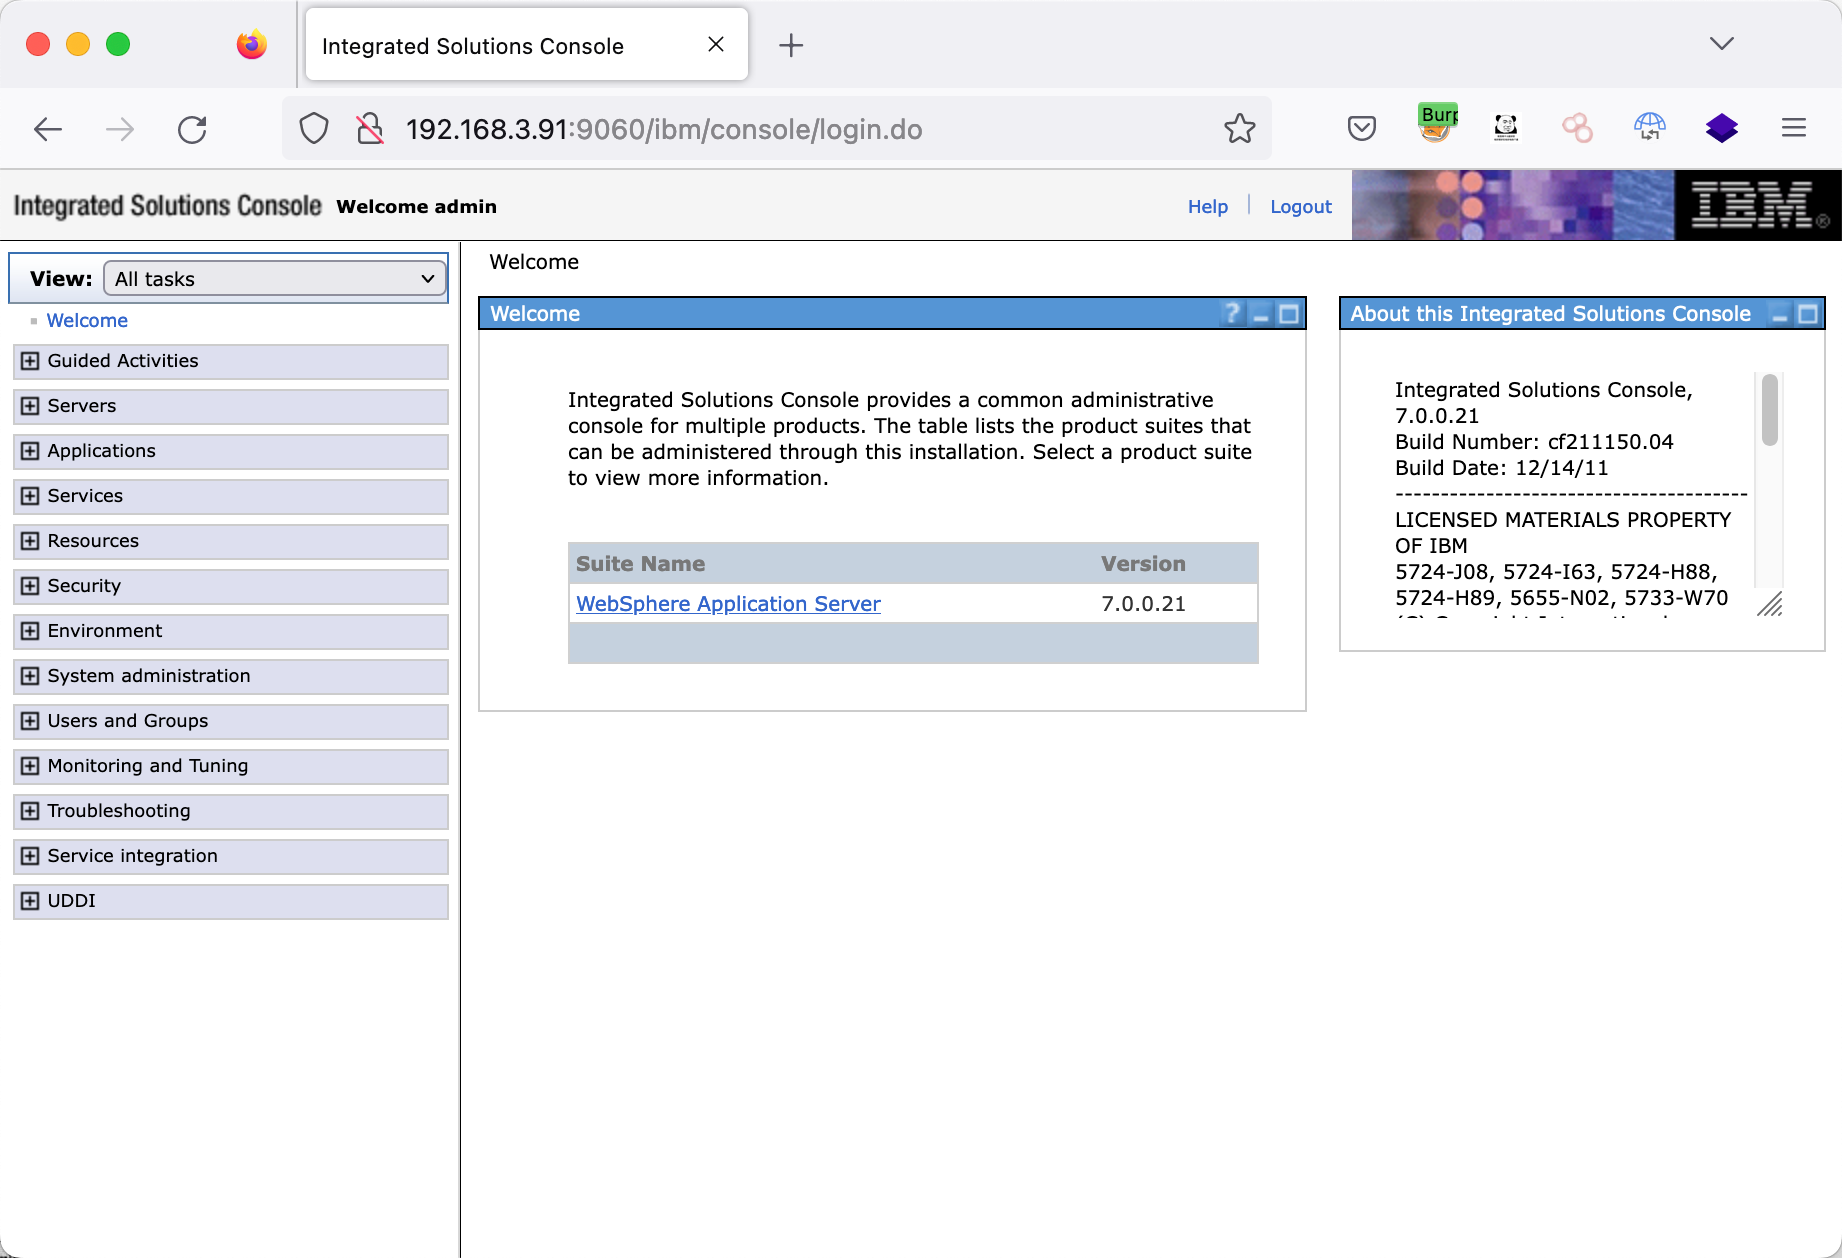 Integrated Solutions Console
Burp
192.168.3.91:9060/ibm/console/login.do
Integrated Solutions Console Welcome admin
Help Logout
IBM®
View: All tasks
Welcome
Guided Activities
Servers
Applications
Services
Resources
Security
Environment
System administration
Users and Groups
Monitoring and Tuning
Troubleshooting
Service integration
UDDI
Welcome
Welcome
Integrated Solutions Console provides a common administrative
console for multiple products. The table lists the product suites that
can be administered through this installation. Select a product suite
to view more information.
Suite Name Version
WebSphere Application Server 7.0.0.21
About this Integrated Solutions Console
Integrated Solutions Console,
7.0.0.21
Build Number: cf211150.04
Build Date: 12/14/11
---------------------------------------
LICENSED MATERIALS PROPERTY
OF IBM
5724-J08, 5724-I63, 5724-H88,
5724-H89, 5655-N02, 5733-W70